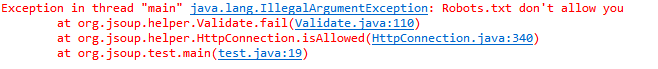 Exception in thread "main" java.lang.IllegalArgumentException: Robots.txt don't allow you
at org.jsoup.helper.Validate.fail(Validate.java:110)
at org.jsoup.helper.HttpConnection.isAllowed(HttpConnection.java:340)
at org.jsoup.test.main(test.java:19)